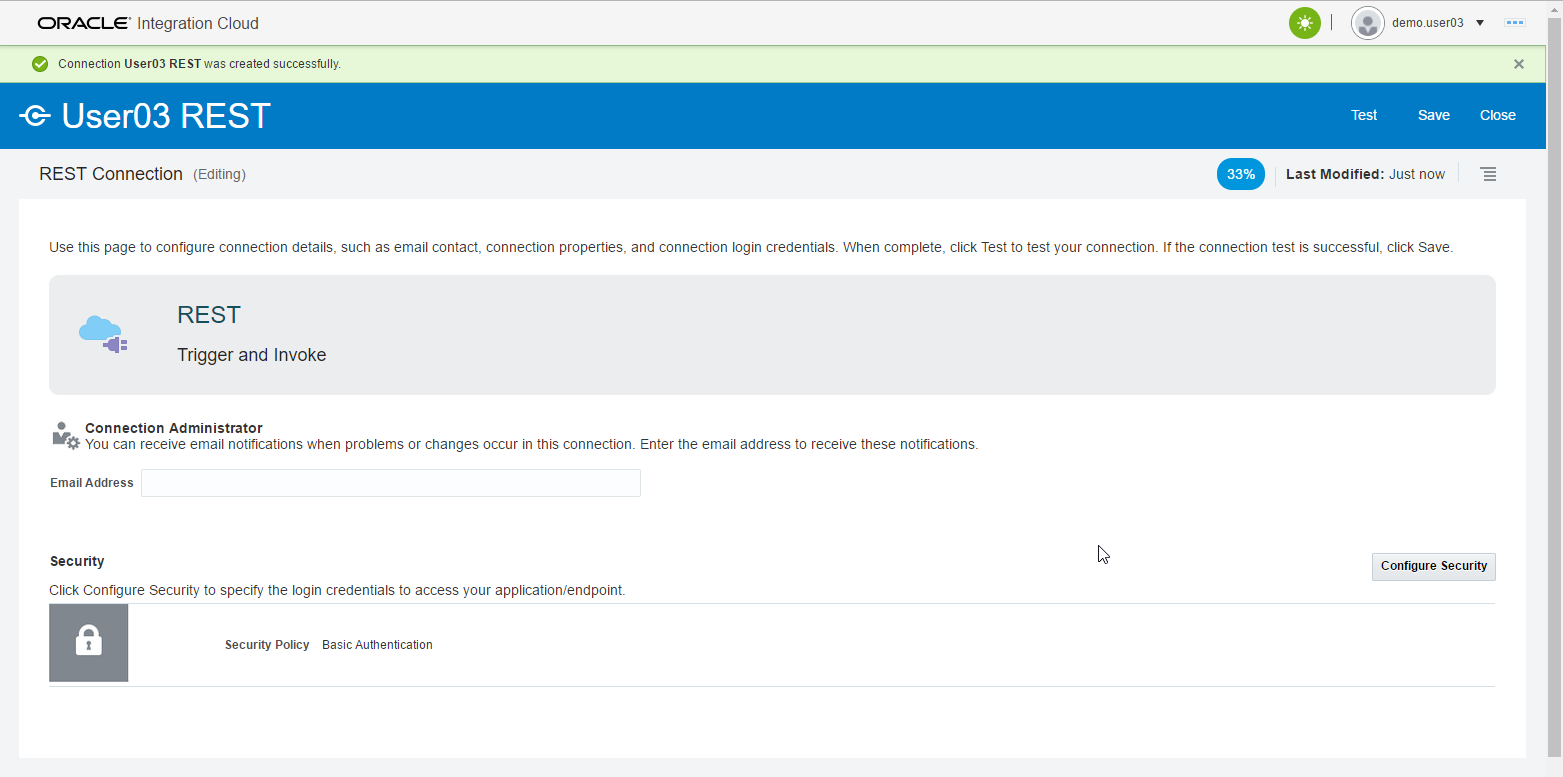 ORACLE® Integration Cloud
demo.user03
Connection User03 REST was created successfully.
User03 REST
Test Save Close
REST Connection (Editing)
33% Last Modified: Just now
Use this page to configure connection details, such as email contact, connection properties, and connection login credentials. When complete, click Test to test your connection. If the connection test is successful, click Save.
REST
Trigger and Invoke
Connection Administrator
You can receive email notifications when problems or changes occur in this connection. Enter the email address to receive these notifications.
Email Address
Security
Configure Security
Click Configure Security to specify the login credentials to access your application/endpoint.
Security Policy Basic Authentication